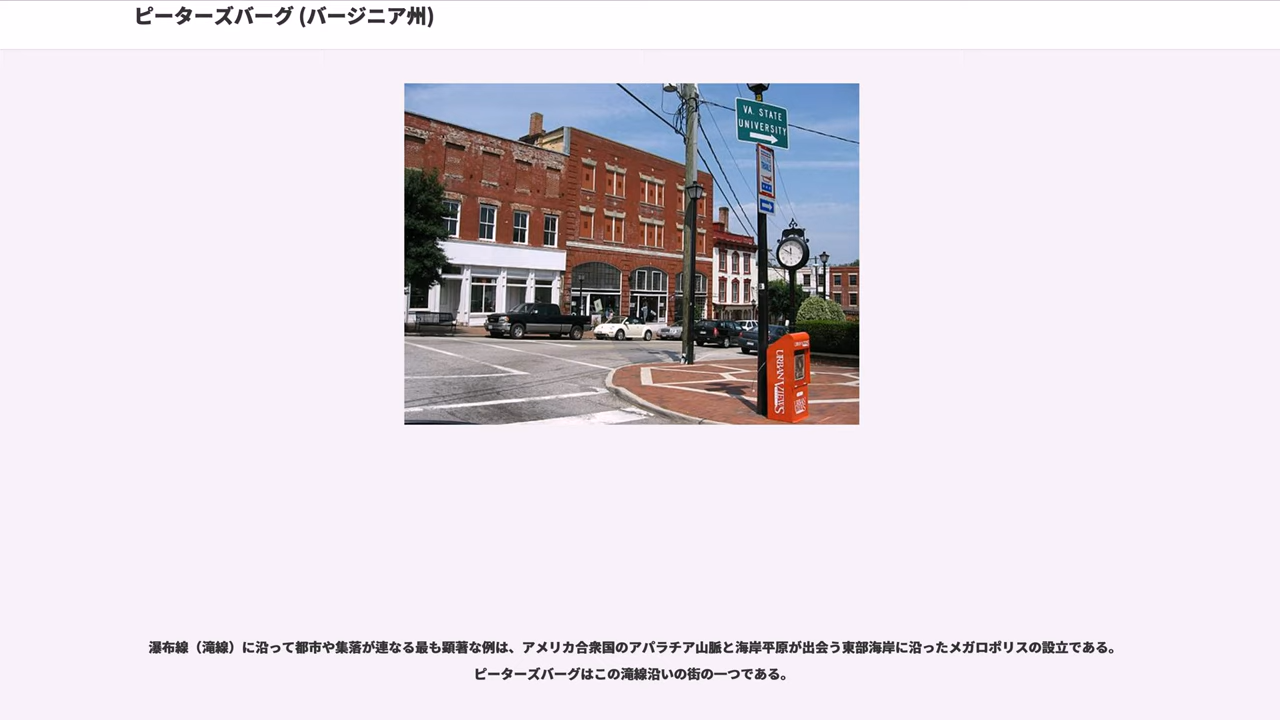 ピーターズバーグ (バージニア州)
VA. STATE
UNIVERSITY
URBAN VIEWS
瀑布線（滝線）に沿って都市や集落が連なる最も顕著な例は、アメリカ合衆国のアパラチア山脈と海岸平原が出会う東部海岸に沿ったメガロポリスの設立である。
ピーターズバーグはこの滝線沿いの街の一つである。